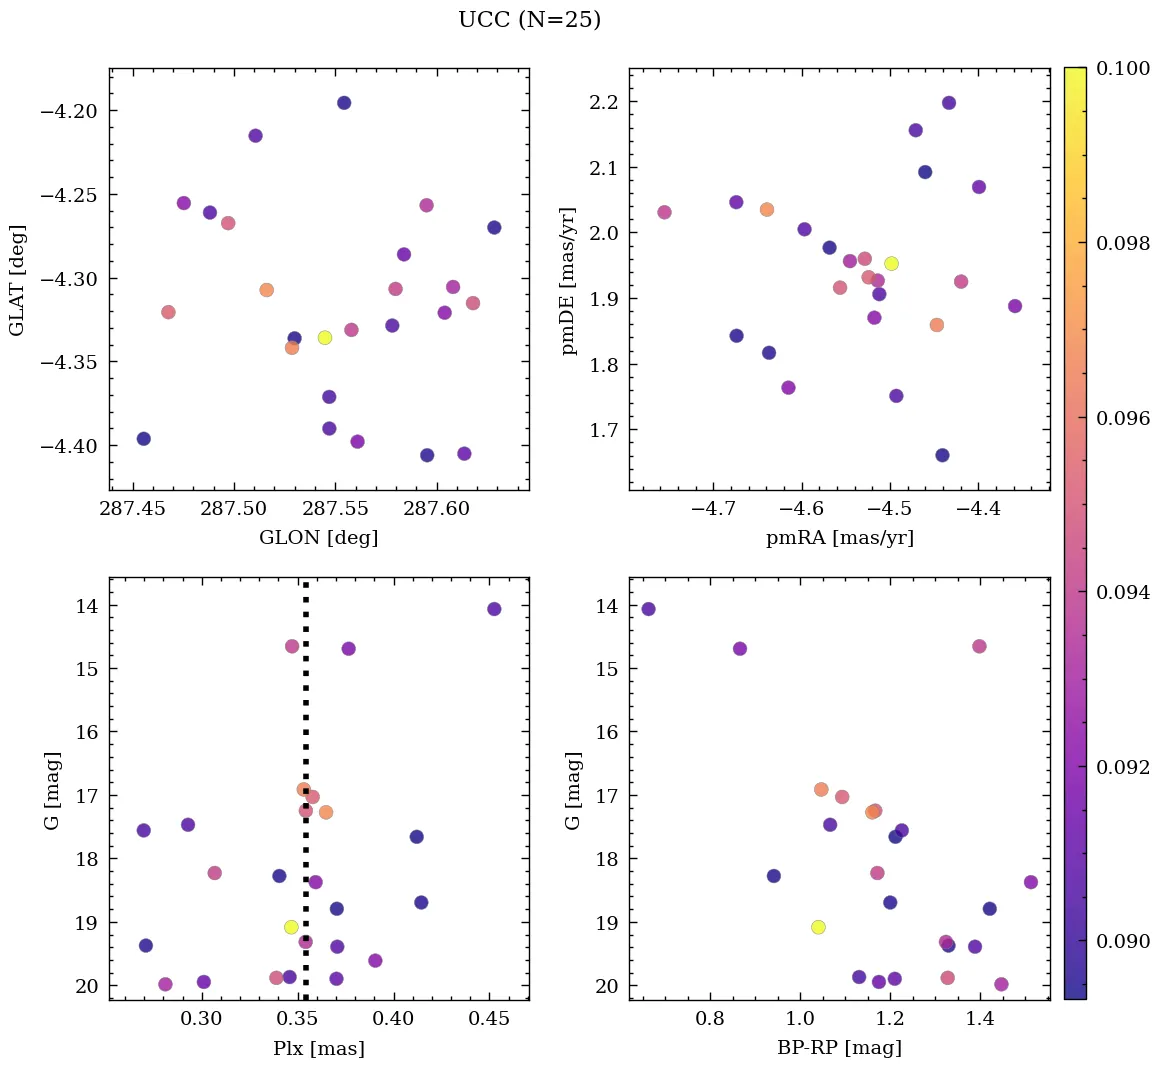 UCC (N=25)
−4.20
−4.25
−4.30
−4.35
−4.40
GLAT [deg]
287.45 287.50 287.55 287.60
GLON [deg]
2.2
2.1
2.0
1.9
1.8
1.7
pmDE [mas/yr]
−4.7 −4.6 −4.5 −4.4
pmRA [mas/yr]
14
15
16
17
18
19
20
G [mag]
0.30 0.35 0.40 0.45
Plx [mas]
14
15
16
17
18
19
20
G [mag]
0.8 1.0 1.2 1.4
BP-RP [mag]
0.100
0.098
0.096
0.094
0.092
0.090